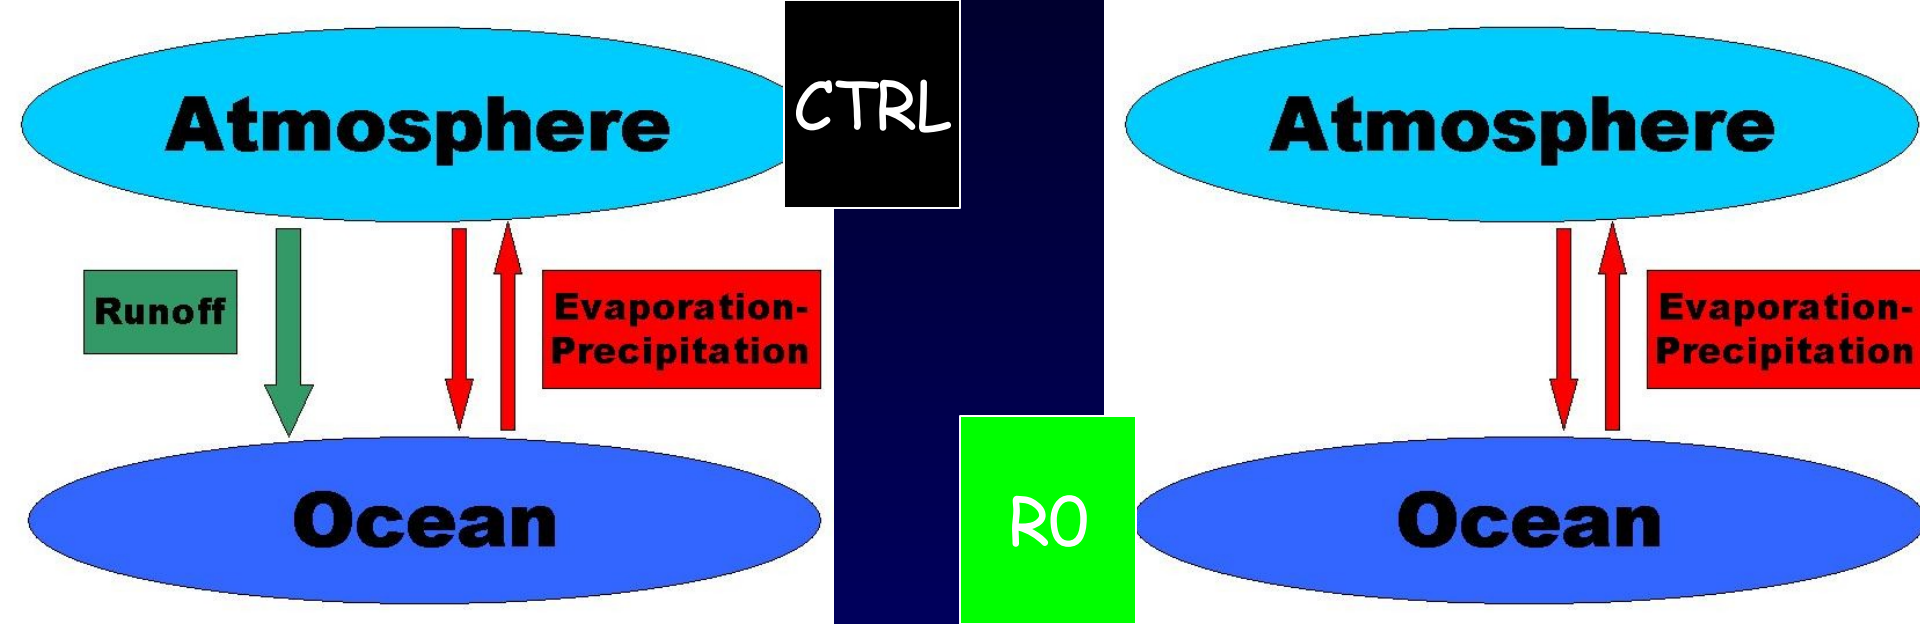 Atmosphere
CTRL
Runoff
Evaporation-
Precipitation
Ocean
R0
Atmosphere
Evaporation-
Precipitation
Ocean